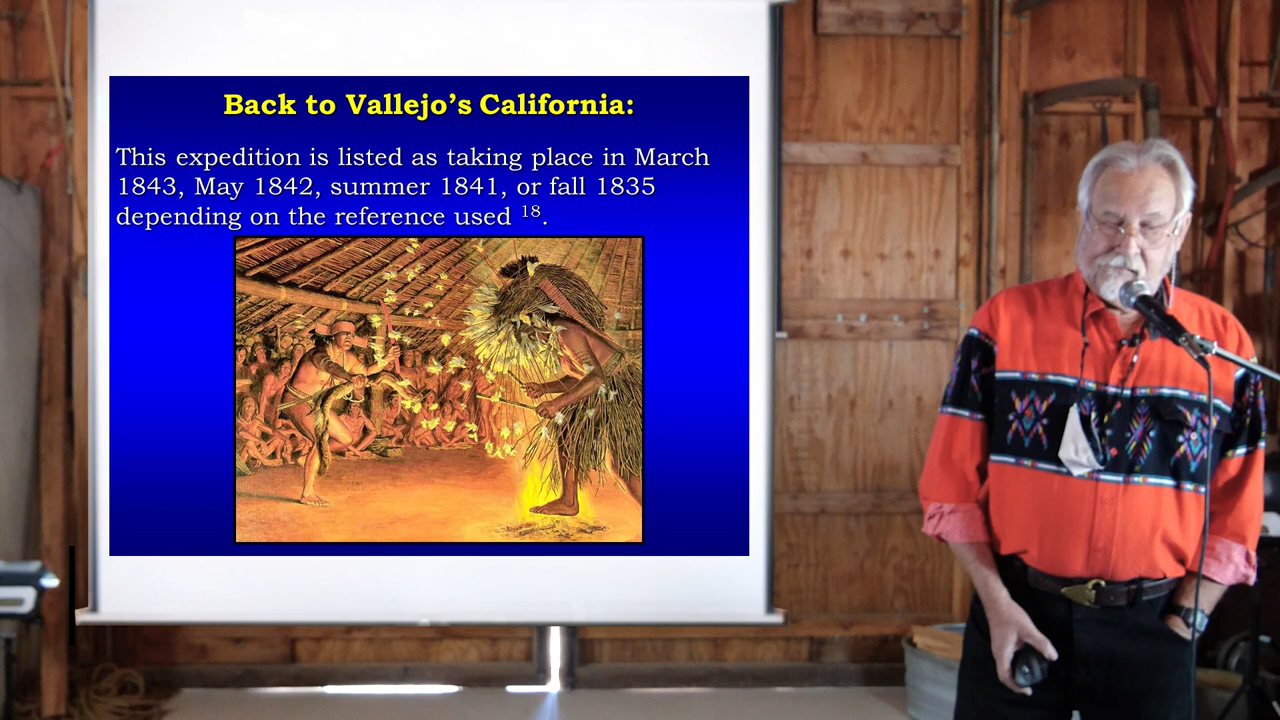 Back to Vallejo's California:
This expedition is listed as taking place in March
1843, May 1842, summer 1841, or fall 1835
depending on the reference used 18.